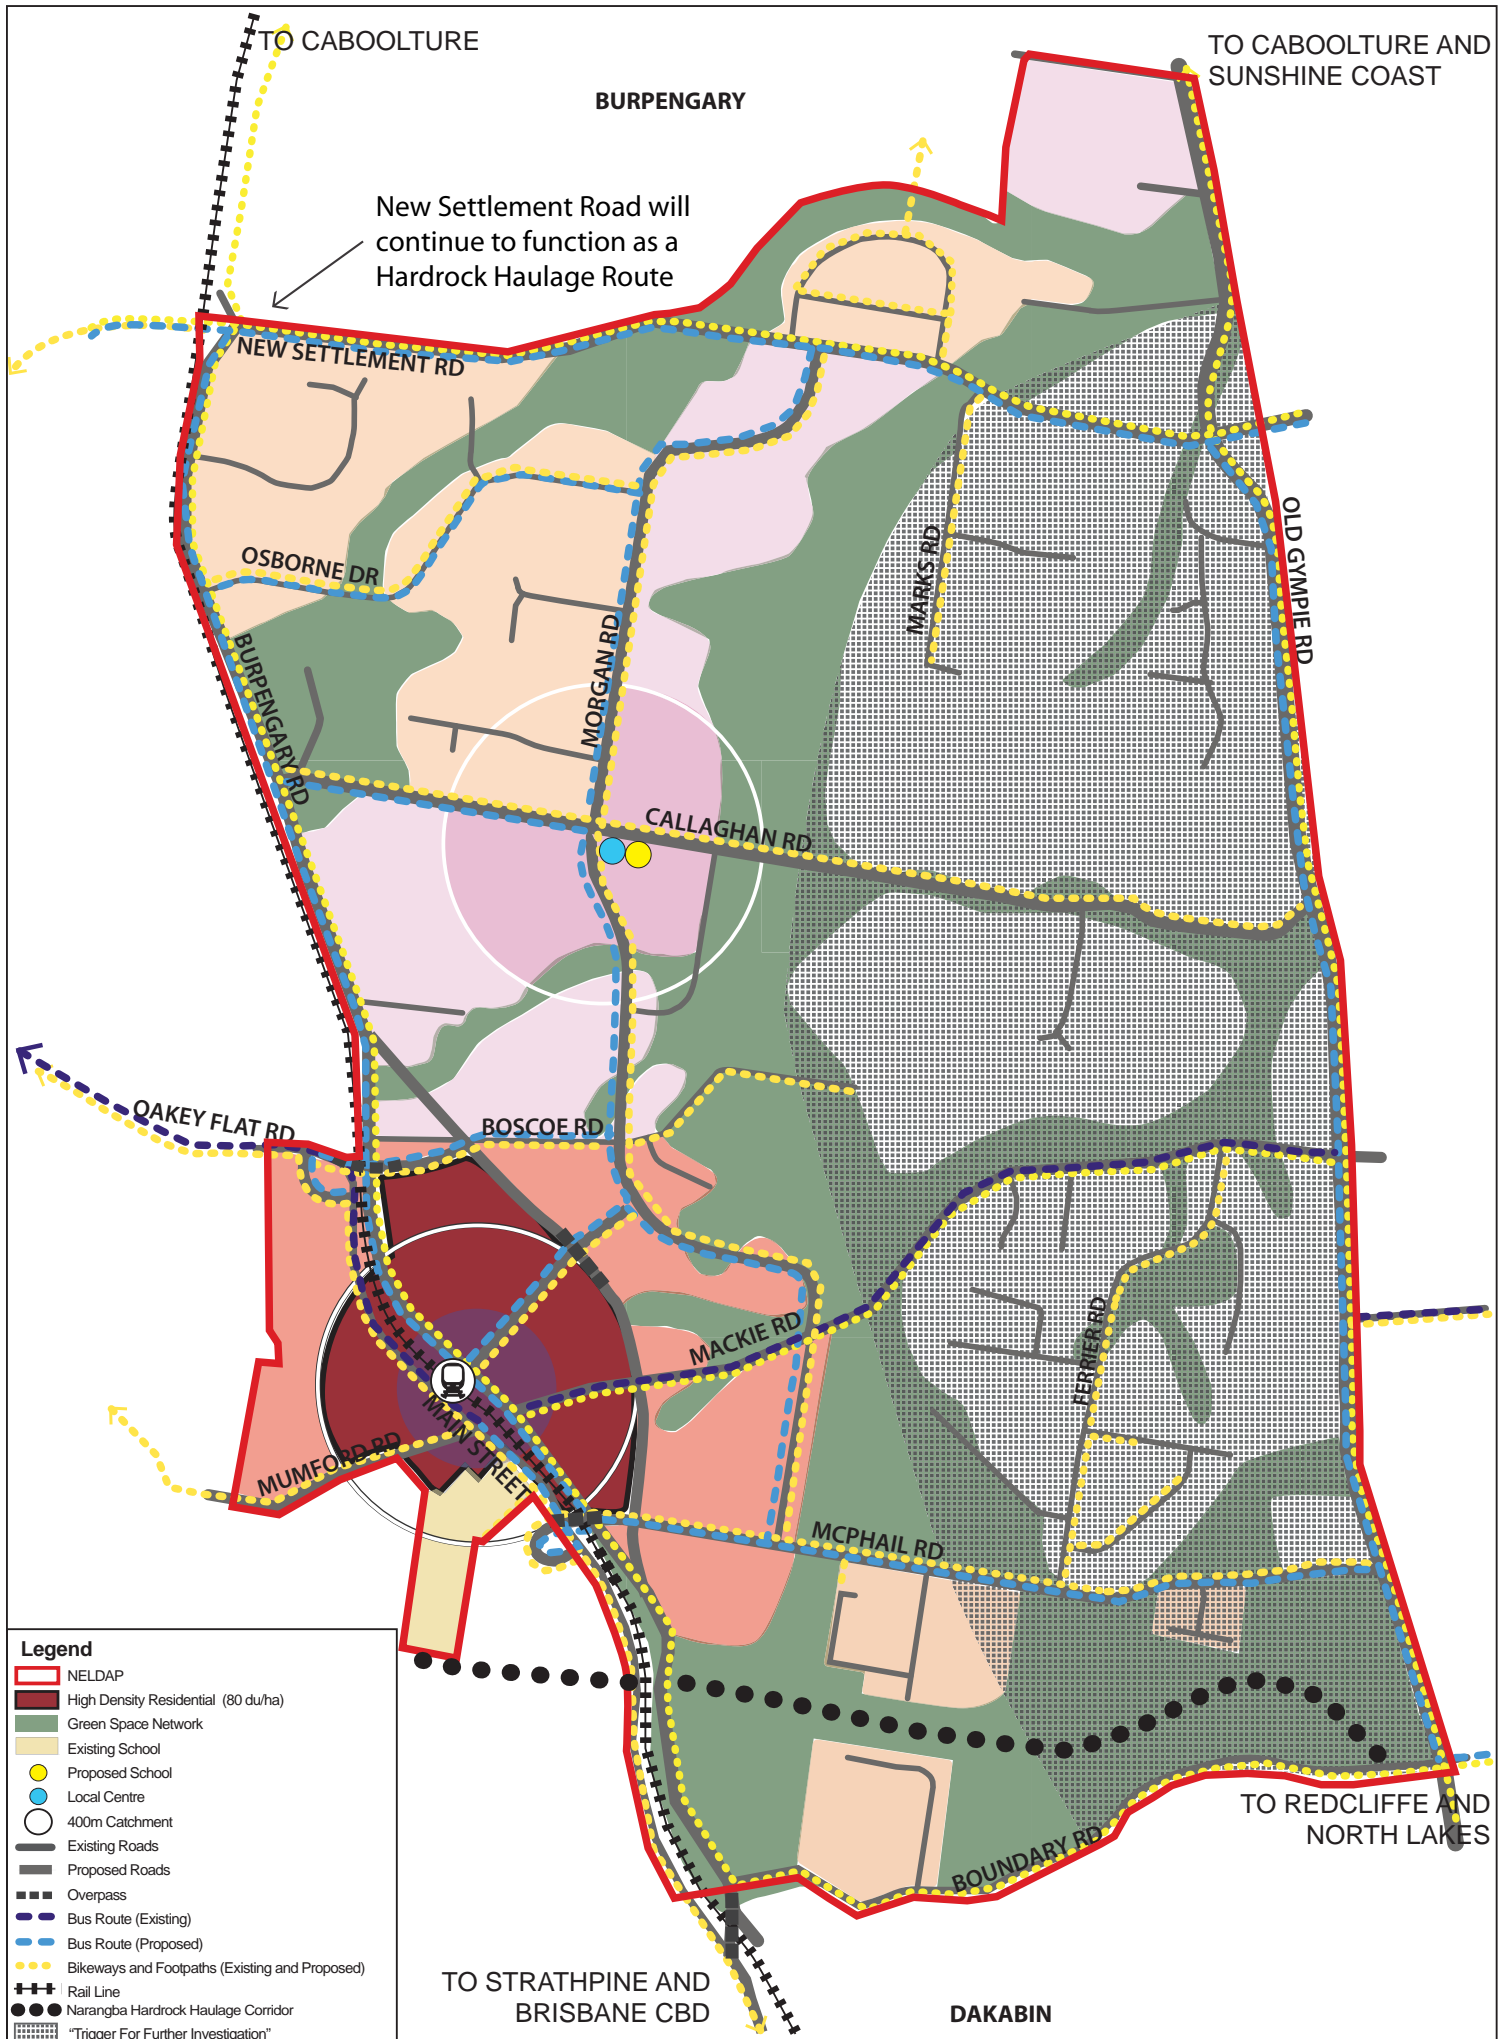 TO CABOOLTURE
TO CABOOLTURE AND
SUNSHINE COAST
BURPENGARY
New Settlement Road will
continue to function as a
Hardrock Haulage Route
NEW SETTLEMENT RD
OLD GYMPIE RD
MARKS RD
OSBORNE DR
MORGAN RD
BURPENGARY RD
CALLAGHAN RD
OAKEY FLAT RD
BOSCOE RD
MACKIE RD
FERRIER RD
MAIN STREET
MUMFORD RD
MCPHAIL RD
BOUNDARY RD
TO REDCLIFFE AND
NORTH LAKES
TO STRATHPINE AND
BRISBANE CBD
DAKABIN
Legend
NELDAP
High Density Residential (80 du/ha)
Green Space Network
Existing School
Proposed School
Local Centre
400m Catchment
Existing Roads
Proposed Roads
Overpass
Bus Route (Existing)
Bus Route (Proposed)
Bikeways and Footpaths (Existing and Proposed)
Rail Line
Narangba Hardrock Haulage Corridor
"Trigger For Further Investigation"